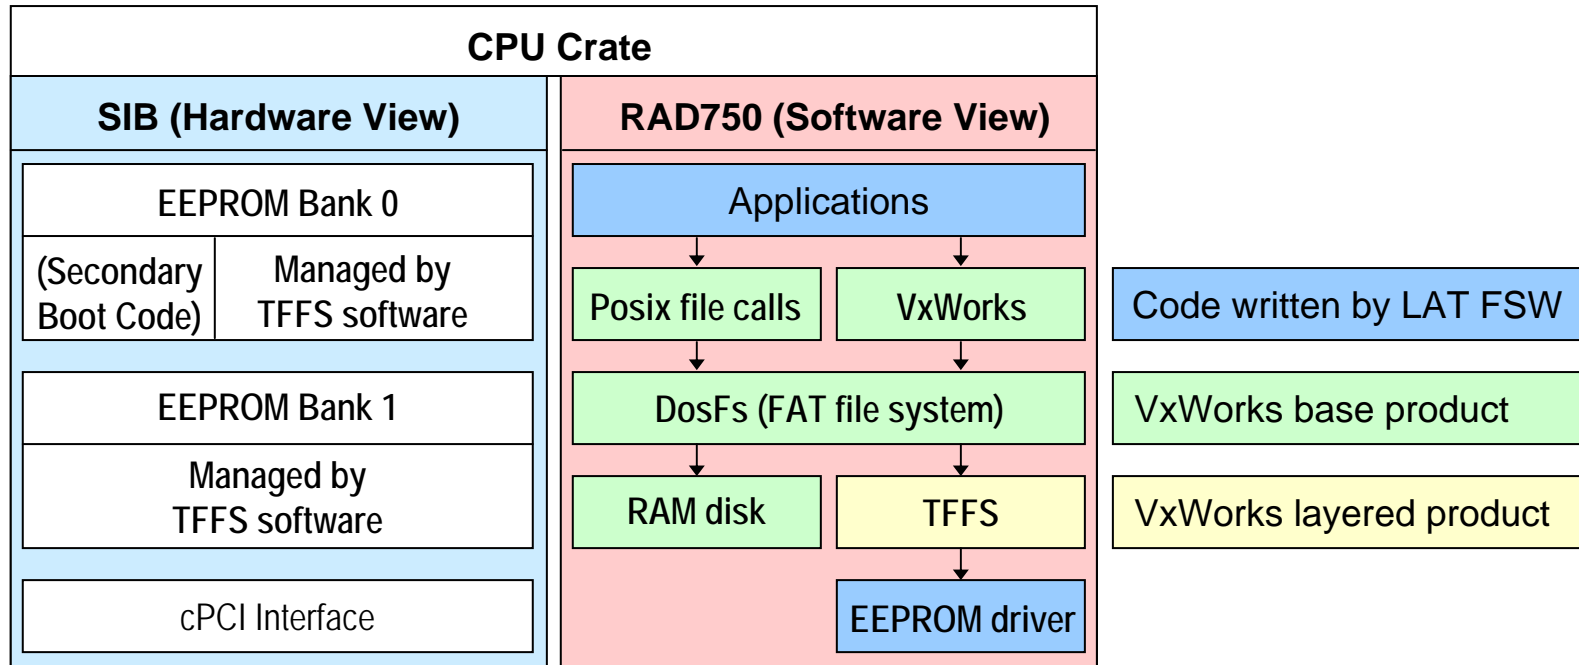 CPU Crate
SIB (Hardware View)
RAD750 (Software View)
EEPROM Bank 0
(Secondary
Boot Code)
Managed by
TFFS software
EEPROM Bank 1
Managed by
TFFS software
cPCI Interface
Applications
Posix file calls
VxWorks
DosFs (FAT file system)
RAM disk
TFFS
EEPROM driver
Code written by LAT FSW
VxWorks base product
VxWorks layered product